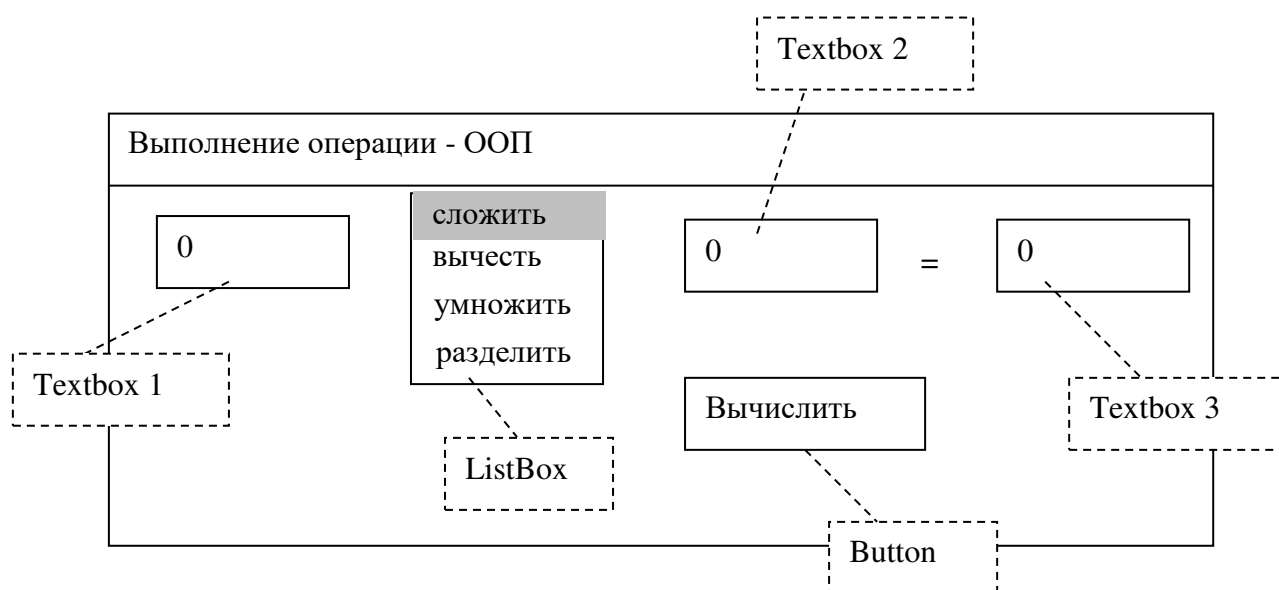 Textbox 2
Выполнение операции - ООП
0
сложить
вычесть
умножить
разделить
0
=
0
Textbox 1
ListBox
Вычислить
Textbox 3
Button